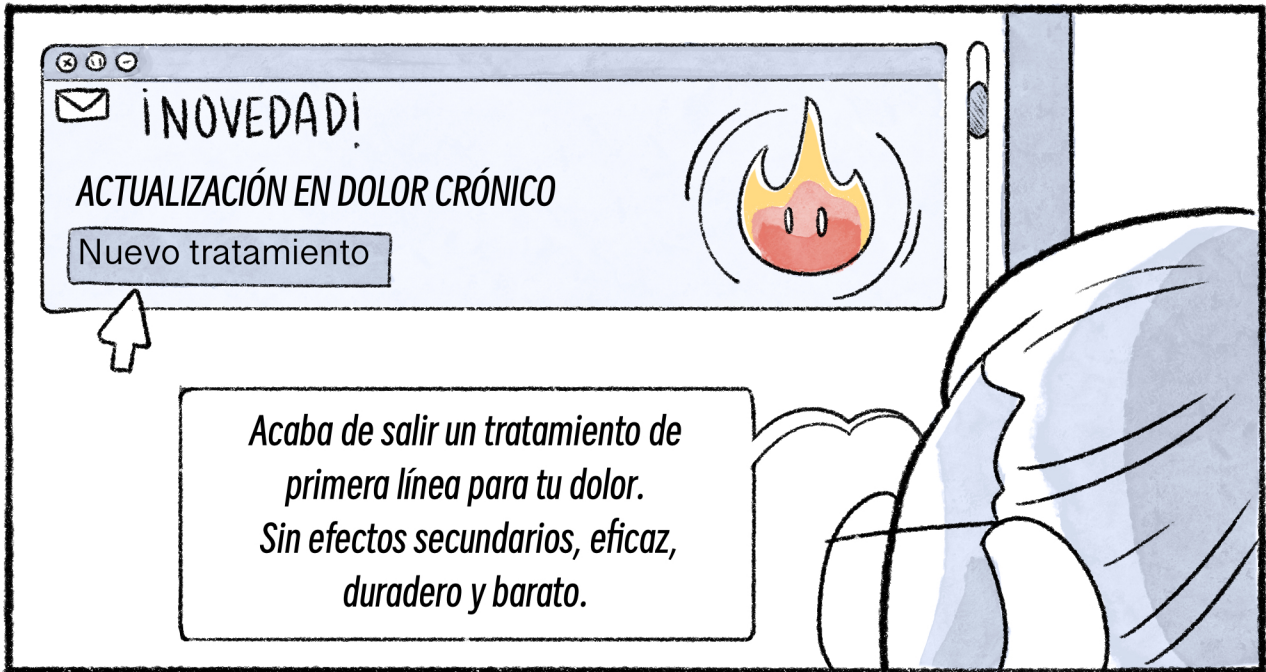 ¡NOVEDAD!
ACTUALIZACIÓN EN DOLOR CRÓNICO
Nuevo tratamiento
Acaba de salir un tratamiento de
primera línea para tu dolor.
Sin efectos secundarios, eficaz,
duradero y barato.